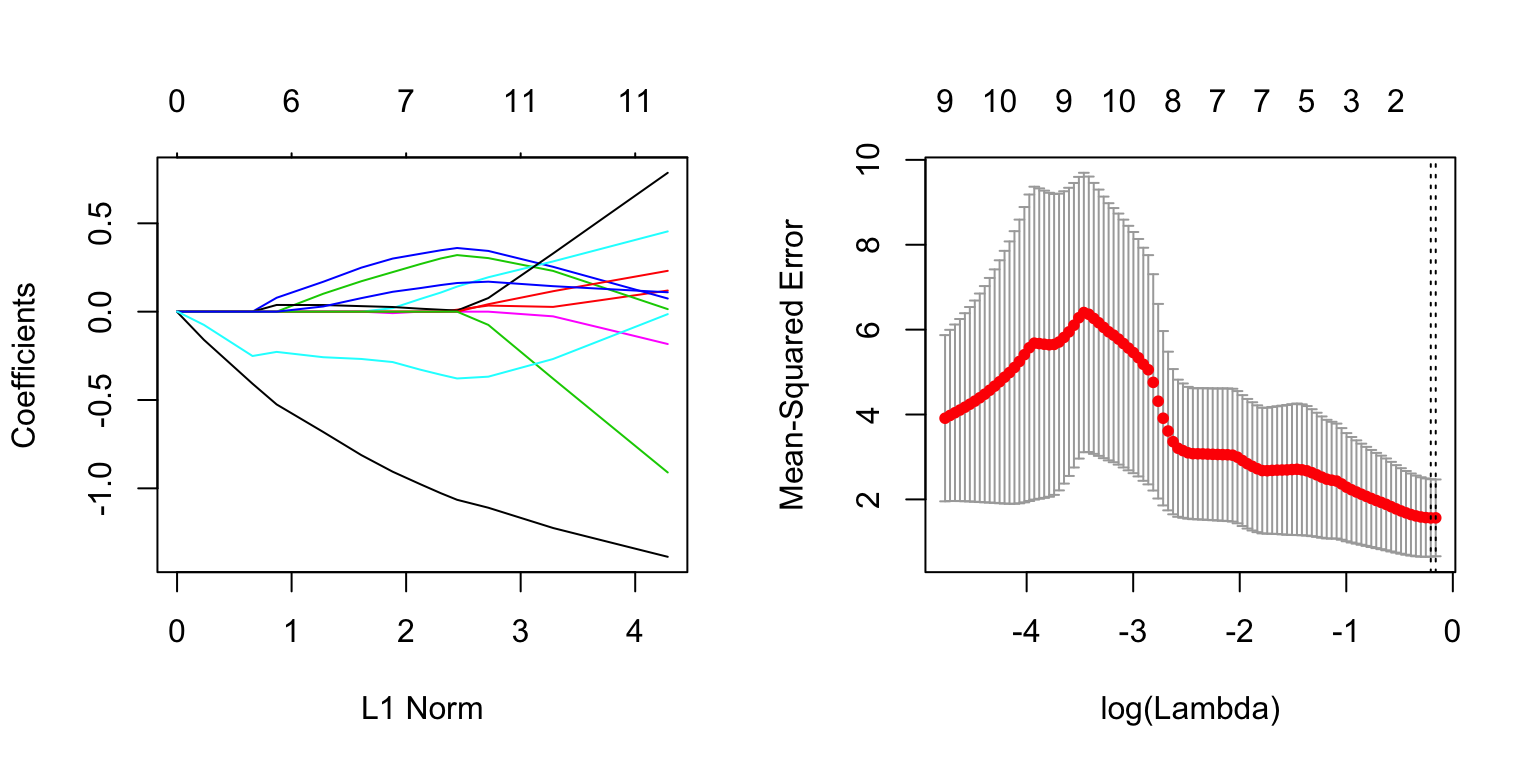 0 6 7 11 11
0.5
0.0
-0.5
-1.0
Coefficients
0 1 2 3 4
L1 Norm
9 10 9 10 8 7 7 5 3 2
10
8
6
4
2
Mean-Squared Error
-4 -3 -2 -1 0
log(Lambda)